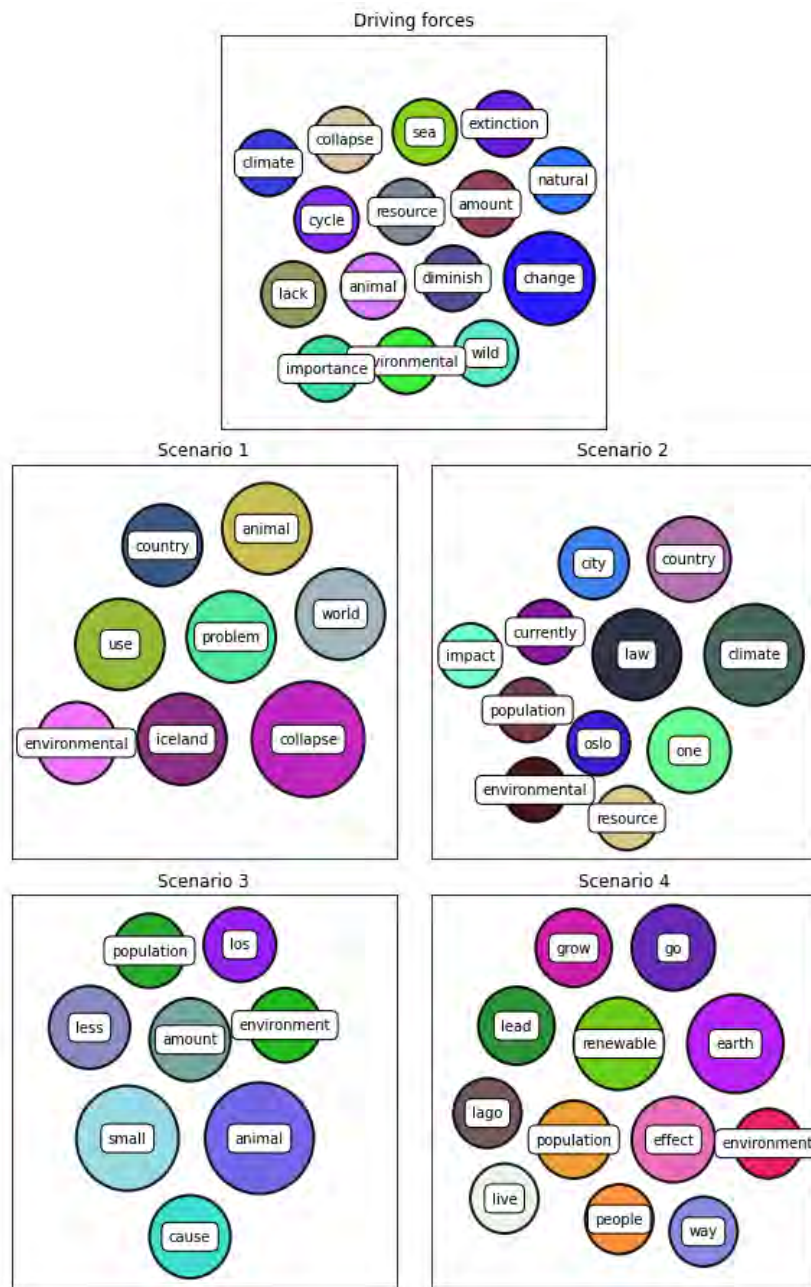 Driving forces
extinction
sea
collapse
climate
natural
amount
resource
cycle
change
diminish
animal
lack
wild
vironmental
importance
Scenario 1
animal
country
world
problem
use
iceland
collapse
environmental
Scenario 2
city
country
currently
law
climate
impact
population
oslo
one
environmental
resource
Scenario 3
population
los
less
amount
environment
small
animal
cause
Scenario 4
grow
go
lead
renewable
earth
lago
population
effect
environment
live
people
way